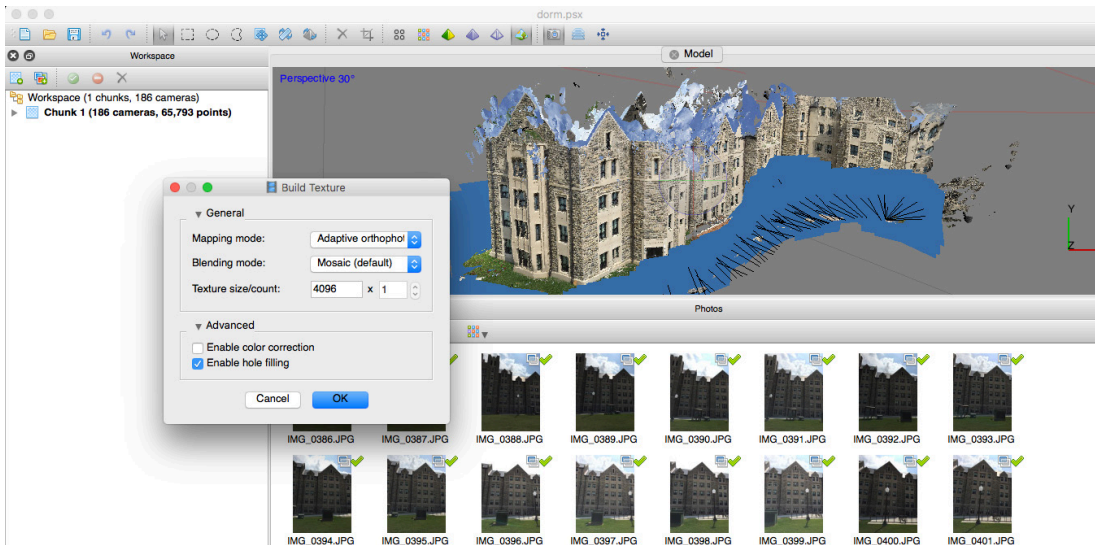 dorm.psx
Workspace
Model
Workspace (1 chunks, 186 cameras)
Chunk 1 (186 cameras, 65,793 points)
Perspective 30°
Y
Z
Build Texture
General
Mapping mode: Adaptive orthophot
Blending mode: Mosaic (default)
Texture size/count: 4096 x 1
Advanced
Enable color correction
Enable hole filling
Cancel OK
Photos
IMG_0386.JPG IMG_0387.JPG IMG_0388.JPG IMG_0389.JPG IMG_0390.JPG IMG_0391.JPG IMG_0392.JPG IMG_0393.JPG
IMG_0394.JPG IMG_0395.JPG IMG_0396.JPG IMG_0397.JPG IMG_0398.JPG IMG_0399.JPG IMG_0400.JPG IMG_0401.JPG